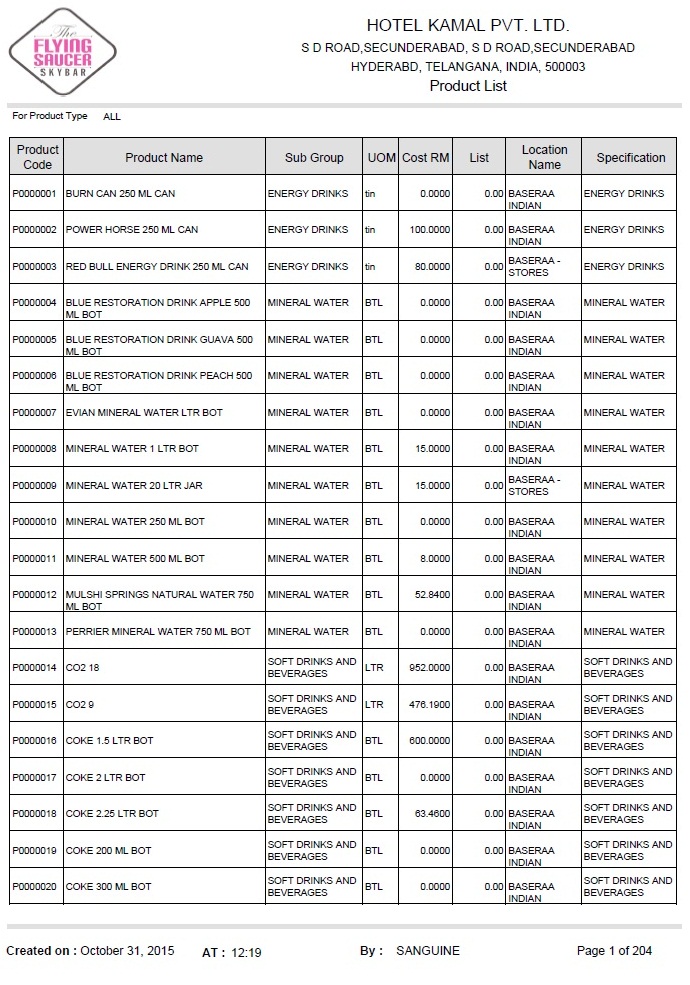 The
FLYING
SAUCER
SKYBAR
HOTEL KAMAL PVT. LTD.
S D ROAD,SECUNDERABAD, S D ROAD,SECUNDERABAD
HYDERABD, TELANGANA, INDIA, 500003
Product List
For Product Type ALL
Product Code Product Name Sub Group UOM Cost RM List Location Name Specification
P0000001 BURN CAN 250 ML CAN ENERGY DRINKS tin 0.0000 0.00 BASERAA INDIAN ENERGY DRINKS
P0000002 POWER HORSE 250 ML CAN ENERGY DRINKS tin 100.0000 0.00 BASERAA INDIAN ENERGY DRINKS
P0000003 RED BULL ENERGY DRINK 250 ML CAN ENERGY DRINKS tin 80.0000 0.00 BASERAA - STORES ENERGY DRINKS
P0000004 BLUE RESTORATION DRINK APPLE 500 ML BOT MINERAL WATER BTL 0.0000 0.00 BASERAA INDIAN MINERAL WATER
P0000005 BLUE RESTORATION DRINK GUAVA 500 ML BOT MINERAL WATER BTL 0.0000 0.00 BASERAA INDIAN MINERAL WATER
P0000006 BLUE RESTORATION DRINK PEACH 500 ML BOT MINERAL WATER BTL 0.0000 0.00 BASERAA INDIAN MINERAL WATER
P0000007 EVIAN MINERAL WATER LTR BOT MINERAL WATER BTL 0.0000 0.00 BASERAA INDIAN MINERAL WATER
P0000008 MINERAL WATER 1 LTR BOT MINERAL WATER BTL 15.0000 0.00 BASERAA INDIAN MINERAL WATER
P0000009 MINERAL WATER 20 LTR JAR MINERAL WATER BTL 15.0000 0.00 BASERAA - STORES MINERAL WATER
P0000010 MINERAL WATER 250 ML BOT MINERAL WATER BTL 0.0000 0.00 BASERAA INDIAN MINERAL WATER
P0000011 MINERAL WATER 500 ML BOT MINERAL WATER BTL 8.0000 0.00 BASERAA INDIAN MINERAL WATER
P0000012 MULSHI SPRINGS NATURAL WATER 750 ML BOT MINERAL WATER BTL 52.8400 0.00 BASERAA INDIAN MINERAL WATER
P0000013 PERRIER MINERAL WATER 750 ML BOT MINERAL WATER BTL 0.0000 0.00 BASERAA INDIAN MINERAL WATER
P0000014 CO2 18 SOFT DRINKS AND BEVERAGES LTR 952.0000 0.00 BASERAA INDIAN SOFT DRINKS AND BEVERAGES
P0000015 CO2 9 SOFT DRINKS AND BEVERAGES LTR 476.1900 0.00 BASERAA INDIAN SOFT DRINKS AND BEVERAGES
P0000016 COKE 1.5 LTR BOT SOFT DRINKS AND BEVERAGES BTL 600.0000 0.00 BASERAA INDIAN SOFT DRINKS AND BEVERAGES
P0000017 COKE 2 LTR BOT SOFT DRINKS AND BEVERAGES BTL 0.0000 0.00 BASERAA INDIAN SOFT DRINKS AND BEVERAGES
P0000018 COKE 2.25 LTR BOT SOFT DRINKS AND BEVERAGES BTL 63.4600 0.00 BASERAA INDIAN SOFT DRINKS AND BEVERAGES
P0000019 COKE 200 ML BOT SOFT DRINKS AND BEVERAGES BTL 0.0000 0.00 BASERAA INDIAN SOFT DRINKS AND BEVERAGES
P0000020 COKE 300 ML BOT SOFT DRINKS AND BEVERAGES BTL 0.0000 0.00 BASERAA INDIAN SOFT DRINKS AND BEVERAGES
Created on : October 31, 2015 AT : 12:19 By : SANGUINE Page 1 of 204